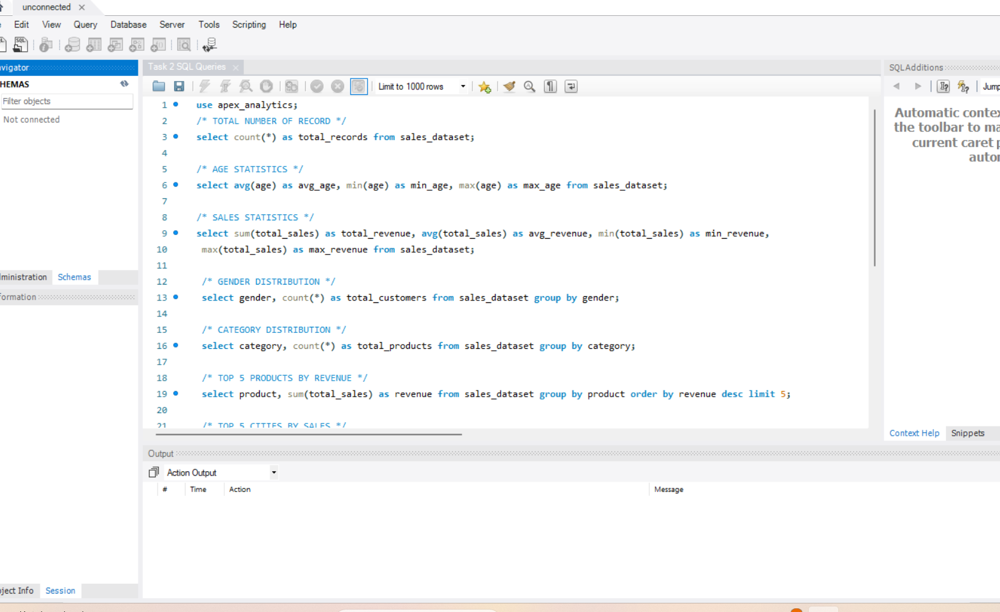 unconnected
Edit View Query Database Server Tools Scripting Help
SQL
vigator
HEMAS
Filter objects
Not connected
ministration Schemas
formation
ject Info Session
Task 2 SQL Queries
Limit to 1000 rows
1 use apex_analytics;
2 /* TOTAL NUMBER OF RECORD */
3 select count(*) as total_records from sales_dataset;
4
5 /* AGE STATISTICS */
6 select avg(age) as avg_age, min(age) as min_age, max(age) as max_age from sales_dataset;
7
8 /* SALES STATISTICS */
9 select sum(total_sales) as total_revenue, avg(total_sales) as avg_revenue, min(total_sales) as min_revenue,
10 max(total_sales) as max_revenue from sales_dataset;
11
12 /* GENDER DISTRIBUTION */
13 select gender, count(*) as total_customers from sales_dataset group by gender;
14
15 /* CATEGORY DISTRIBUTION */
16 select category, count(*) as total_products from sales_dataset group by category;
17
18 /* TOP 5 PRODUCTS BY REVENUE */
19 select product, sum(total_sales) as revenue from sales_dataset group by product order by revenue desc limit 5;
20
21 /* TOP 5 CITIES BY SALES */
SQLAdditions
Jump
Automatic contex
the toolbar to ma
current caret p
autor
Context Help Snippets
Output
Action Output
# Time Action Message